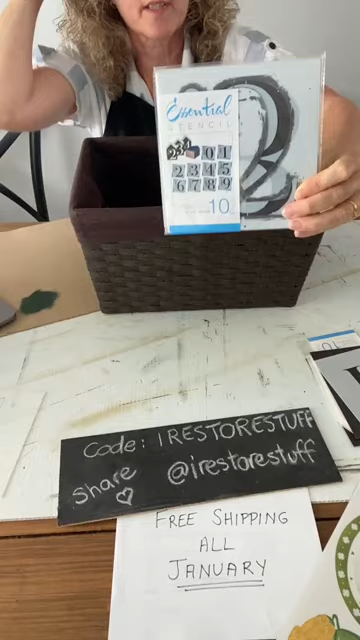 Essential
STENCIL
0 1
2 3 4 5
6 7 8 9
10
2
Code: IRESTORESTUFF
Share @irestorestuff
FREE SHIPPING
ALL
JANUARY